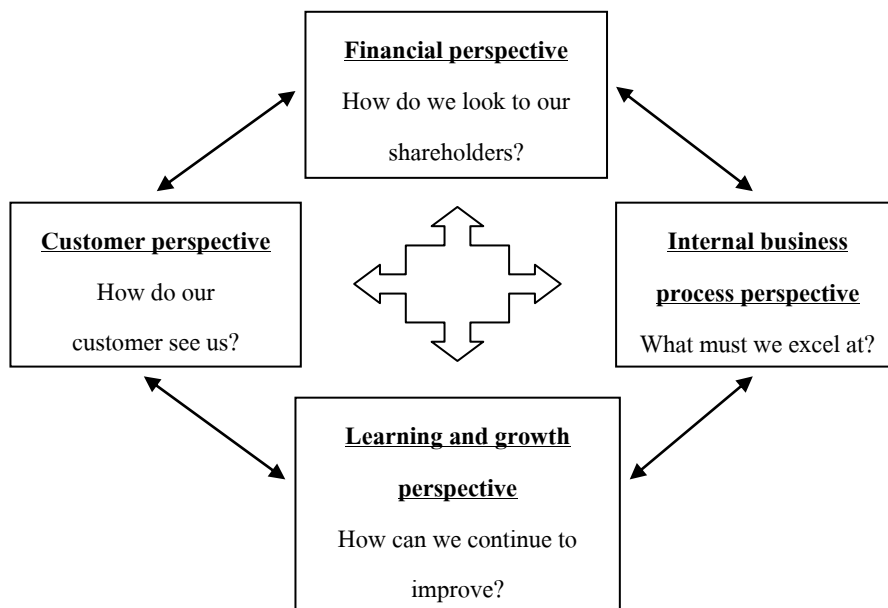 Financial perspective
How do we look to our
shareholders?
Customer perspective
How do our
customer see us?
Internal business
process perspective
What must we excel at?
Learning and growth
perspective
How can we continue to
improve?